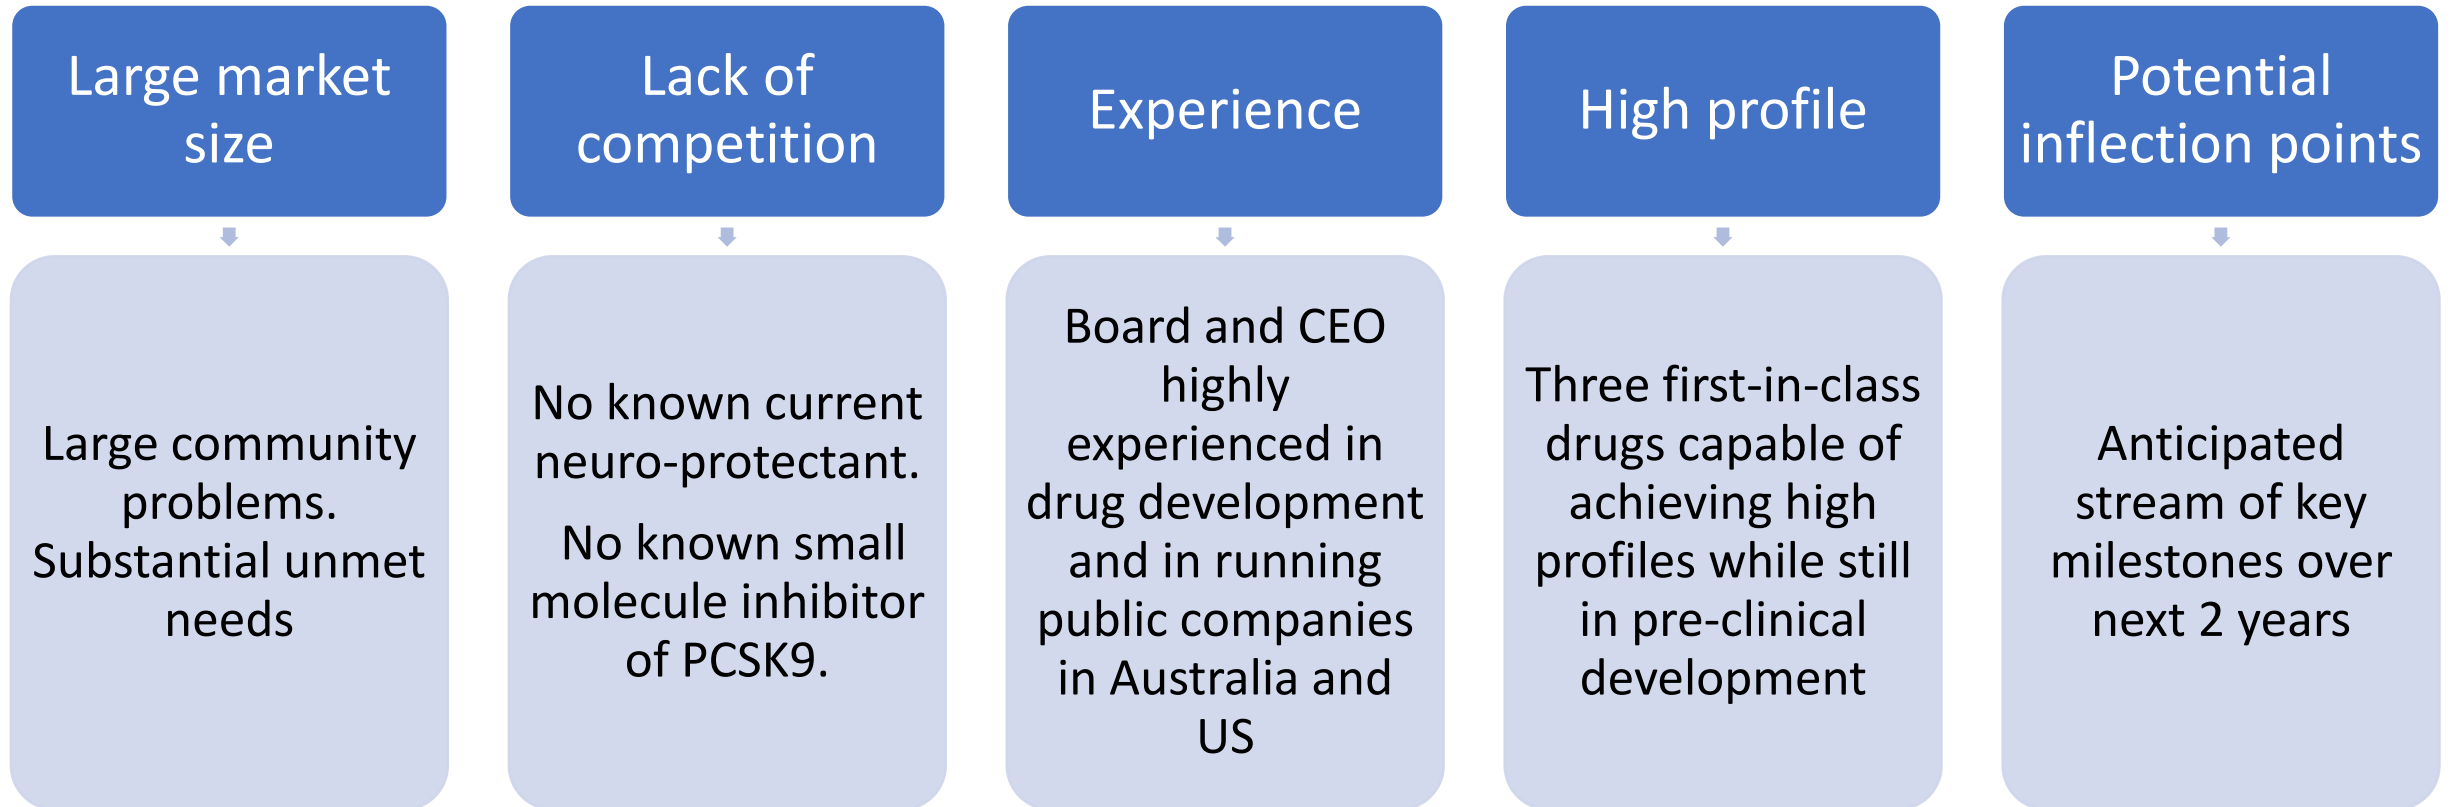 Large market
size
Lack of
competition
Experience
High profile
Potential
inflection points
Large community
problems.
Substantial unmet
needs
No known current
neuro-protectant.
No known small
molecule inhibitor
of PCSK9.
Board and CEO
highly
experienced in
drug development
and in running
public companies
in Australia and
US
Three first-in-class
drugs capable of
achieving high
profiles while still
in pre-clinical
development
Anticipated
stream of key
milestones over
next 2 years